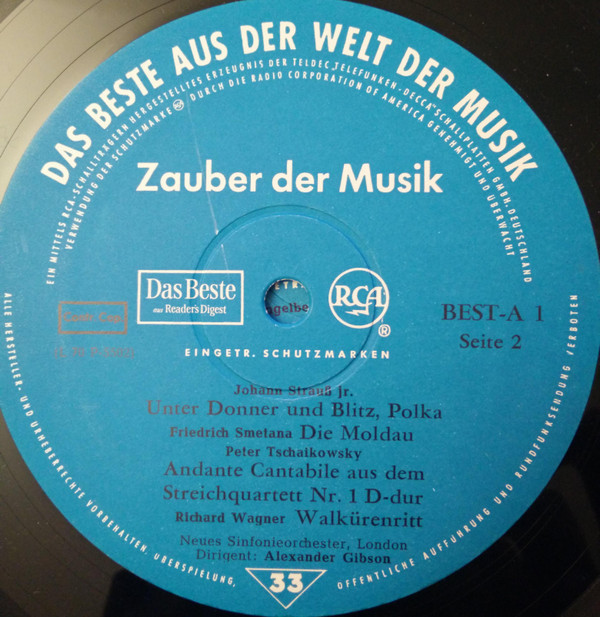 DAS BESTE AUS DER WELT DER MUSIK
EIN MITTELS RCA-SCHALLTRÄGERN HERGESTELLTES ERZEUGNIS DER TELDEC „TELEFUNKEN-DECCA“ SCHALLPLATTEN GMBH, DEUTSCHLAND
VERWENDUNG DER SCHUTZMARKE RCA DURCH DIE RADIO CORPORATION OF AMERICA GENEHMIGT UND ÜBERWACHT
Zauber der Musik
ETR.
gelbe
Das Beste
aus Reader's Digest
RCA
®
BEST-A 1
Seite 2
EINGETR. SCHUTZMARKEN
Johann Strauß jr.
Unter Donner und Blitz, Polka
Friedrich Smetana Die Moldau
Peter Tschaikowsky
Andante Cantabile aus dem
Streichquartett Nr. 1 D-dur
Richard Wagner Walkürenritt
Neues Sinfonieorchester, London
Dirigent: Alexander Gibson
33
ALLE HERSTELLER- UND URHEBERRECHTE VORBEHALTEN. ÜBERSPIELUNG, ÖFFENTLICHE AUFFÜHRUNG UND RUNDFUNKSENDUNG VERBOTEN